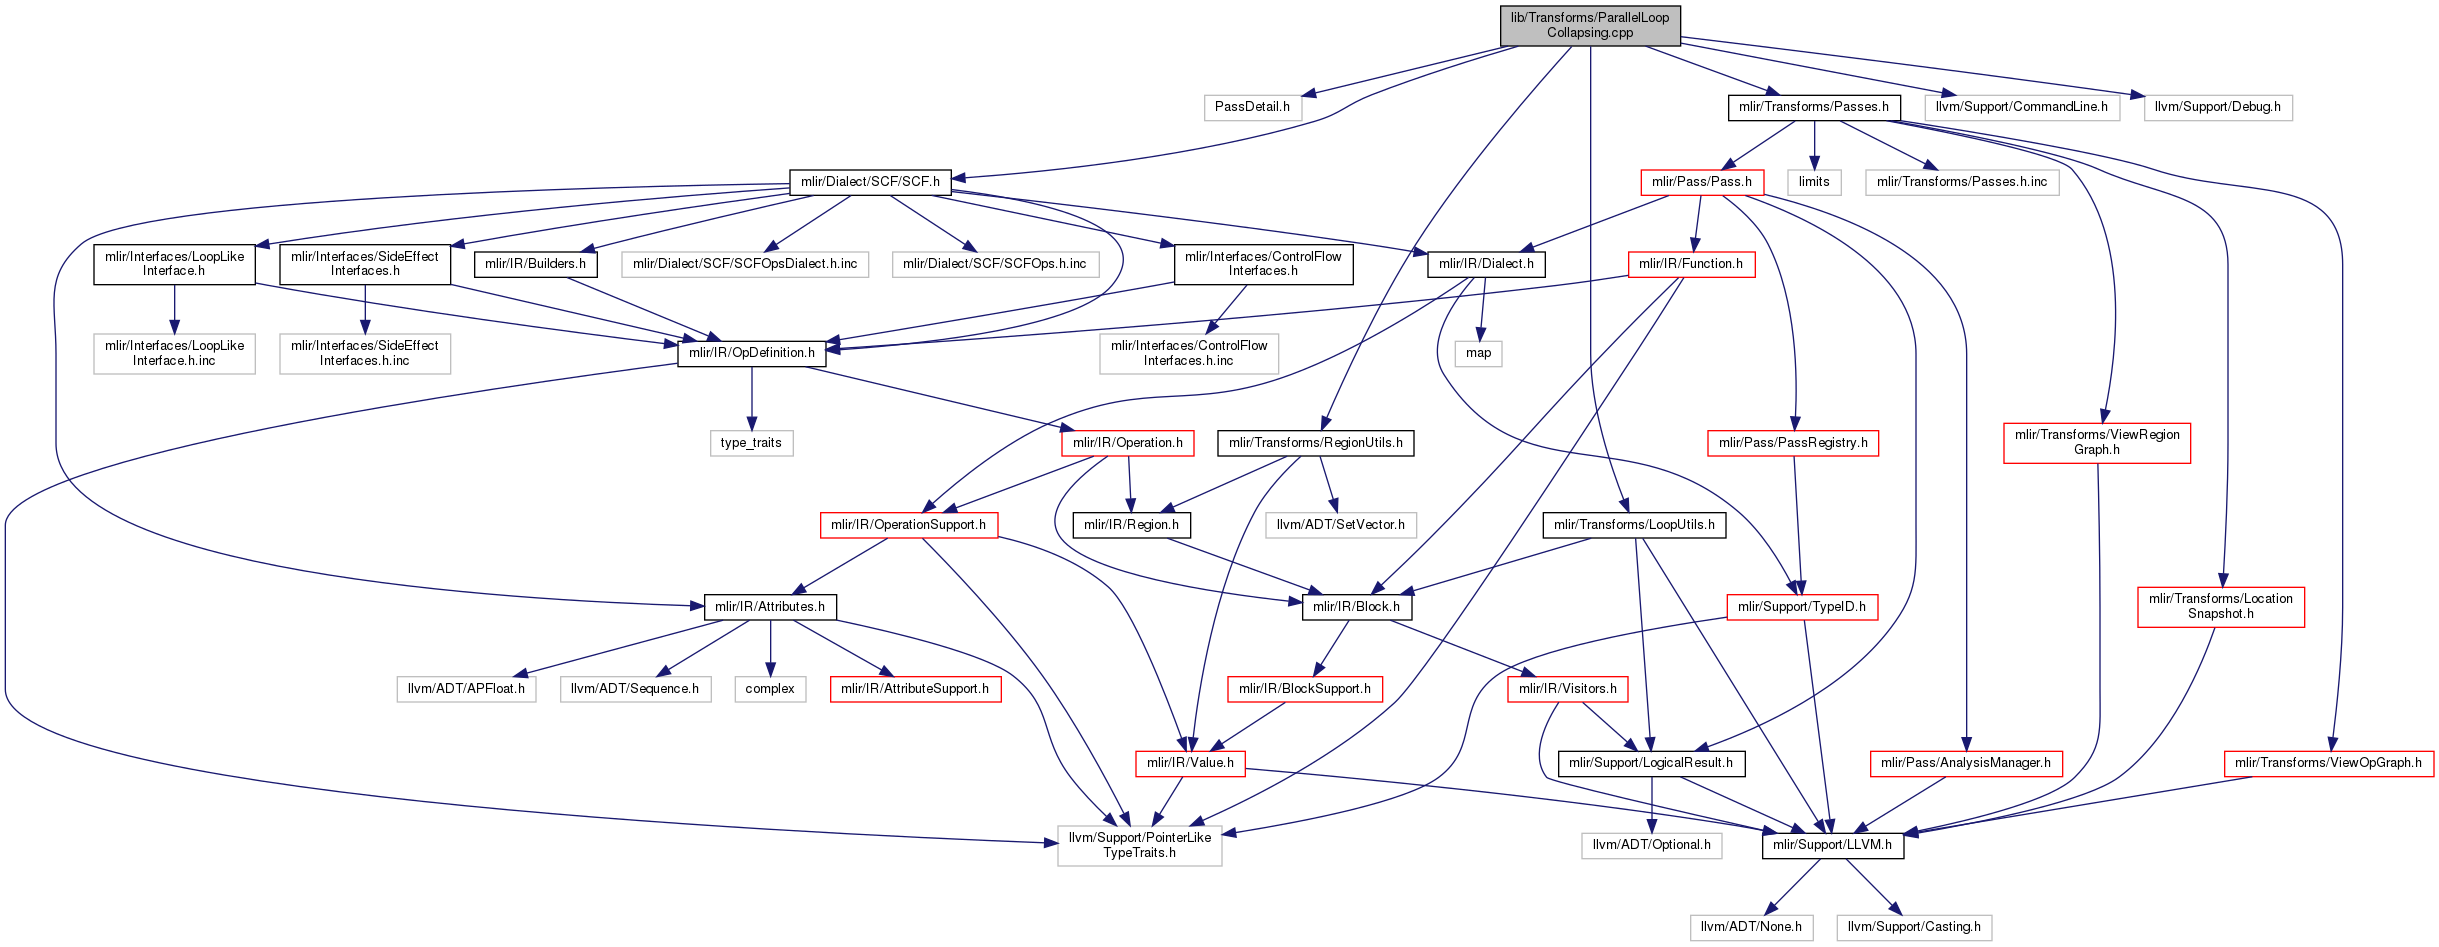 lib/Transforms/ParallelLoop
Collapsing.cpp
PassDetail.h
mlir/Transforms/Passes.h
llvm/Support/CommandLine.h
llvm/Support/Debug.h
mlir/Dialect/SCF/SCF.h
mlir/Pass/Pass.h
limits
mlir/Transforms/Passes.h.inc
mlir/Interfaces/LoopLike
Interface.h
mlir/Interfaces/SideEffect
Interfaces.h
mlir/IR/Builders.h
mlir/Dialect/SCF/SCFOpsDialect.h.inc
mlir/Dialect/SCF/SCFOps.h.inc
mlir/Interfaces/ControlFlow
Interfaces.h
mlir/IR/Dialect.h
mlir/IR/Function.h
mlir/Interfaces/LoopLike
Interface.h.inc
mlir/Interfaces/SideEffect
Interfaces.h.inc
mlir/IR/OpDefinition.h
mlir/Interfaces/ControlFlow
Interfaces.h.inc
map
type_traits
mlir/IR/Operation.h
mlir/Transforms/RegionUtils.h
mlir/Pass/PassRegistry.h
mlir/Transforms/ViewRegion
Graph.h
mlir/IR/OperationSupport.h
mlir/IR/Region.h
llvm/ADT/SetVector.h
mlir/Transforms/LoopUtils.h
mlir/IR/Attributes.h
mlir/IR/Block.h
mlir/Support/TypeID.h
mlir/Transforms/Location
Snapshot.h
llvm/ADT/APFloat.h
llvm/ADT/Sequence.h
complex
mlir/IR/AttributeSupport.h
mlir/IR/BlockSupport.h
mlir/IR/Visitors.h
mlir/IR/Value.h
mlir/Support/LogicalResult.h
mlir/Pass/AnalysisManager.h
mlir/Transforms/ViewOpGraph.h
llvm/Support/PointerLike
TypeTraits.h
llvm/ADT/Optional.h
mlir/Support/LLVM.h
llvm/ADT/None.h
llvm/Support/Casting.h